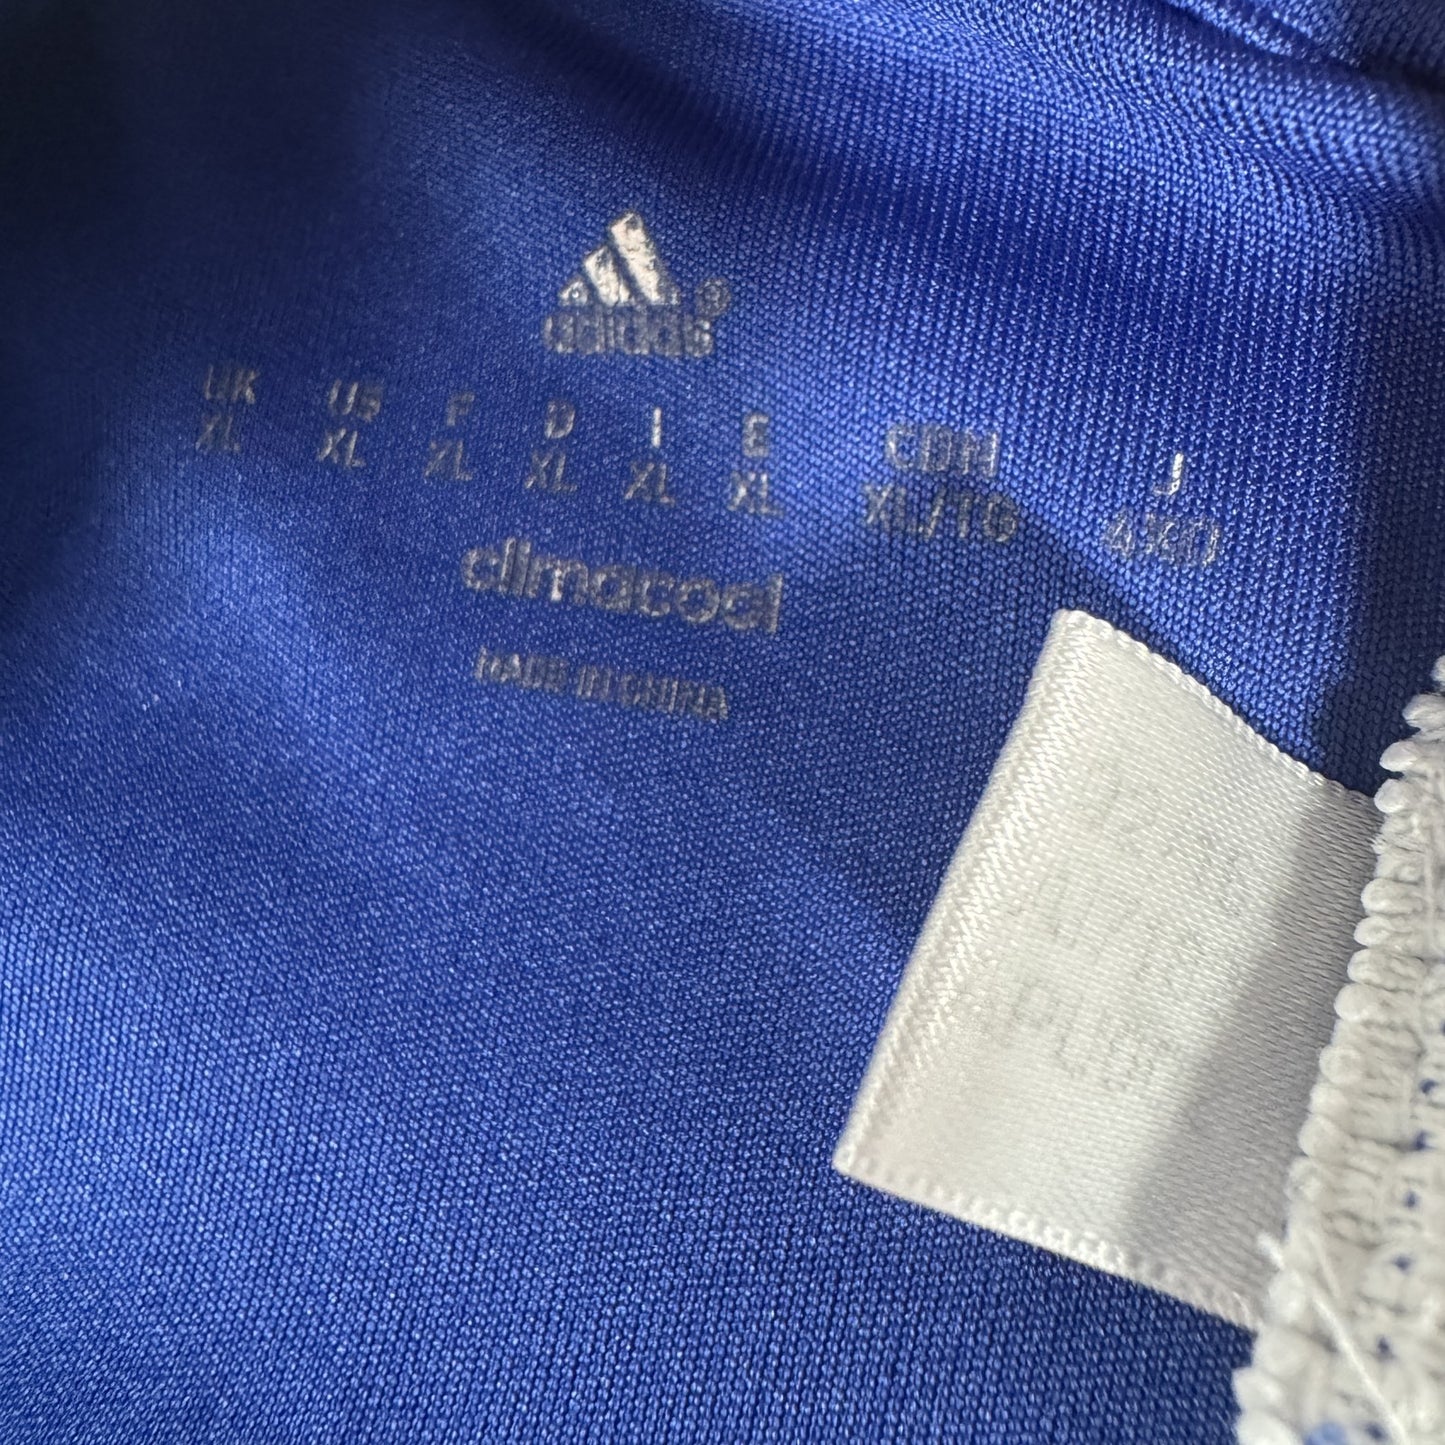 adidas®
UK US F D I E CDN J
XL XL XL XL XL XL XL/TG 4XO
climacool
MADE IN CHINA